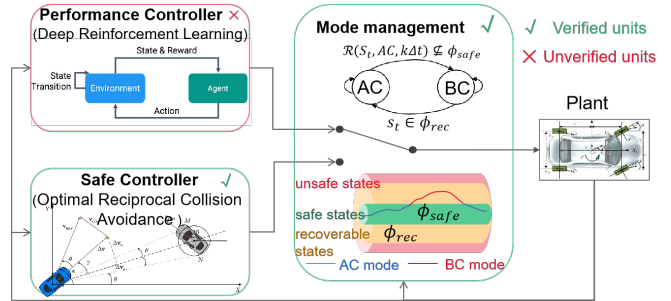 Performance Controller
(Deep Reinforcement Learning)
State & Reward
State
Transition
Environment
Agent
Action
Safe Controller
(Optimal Reciprocal Collision
Avoidance )
Mode management
ℛ(S_t, AC, kΔt) ⊈ ϕ_safe
AC
BC
s_t ∈ ϕ_rec
unsafe states
safe states
recoverable
states
ϕ_safe
ϕ_rec
AC mode
BC mode
Verified units
Unverified units
Plant